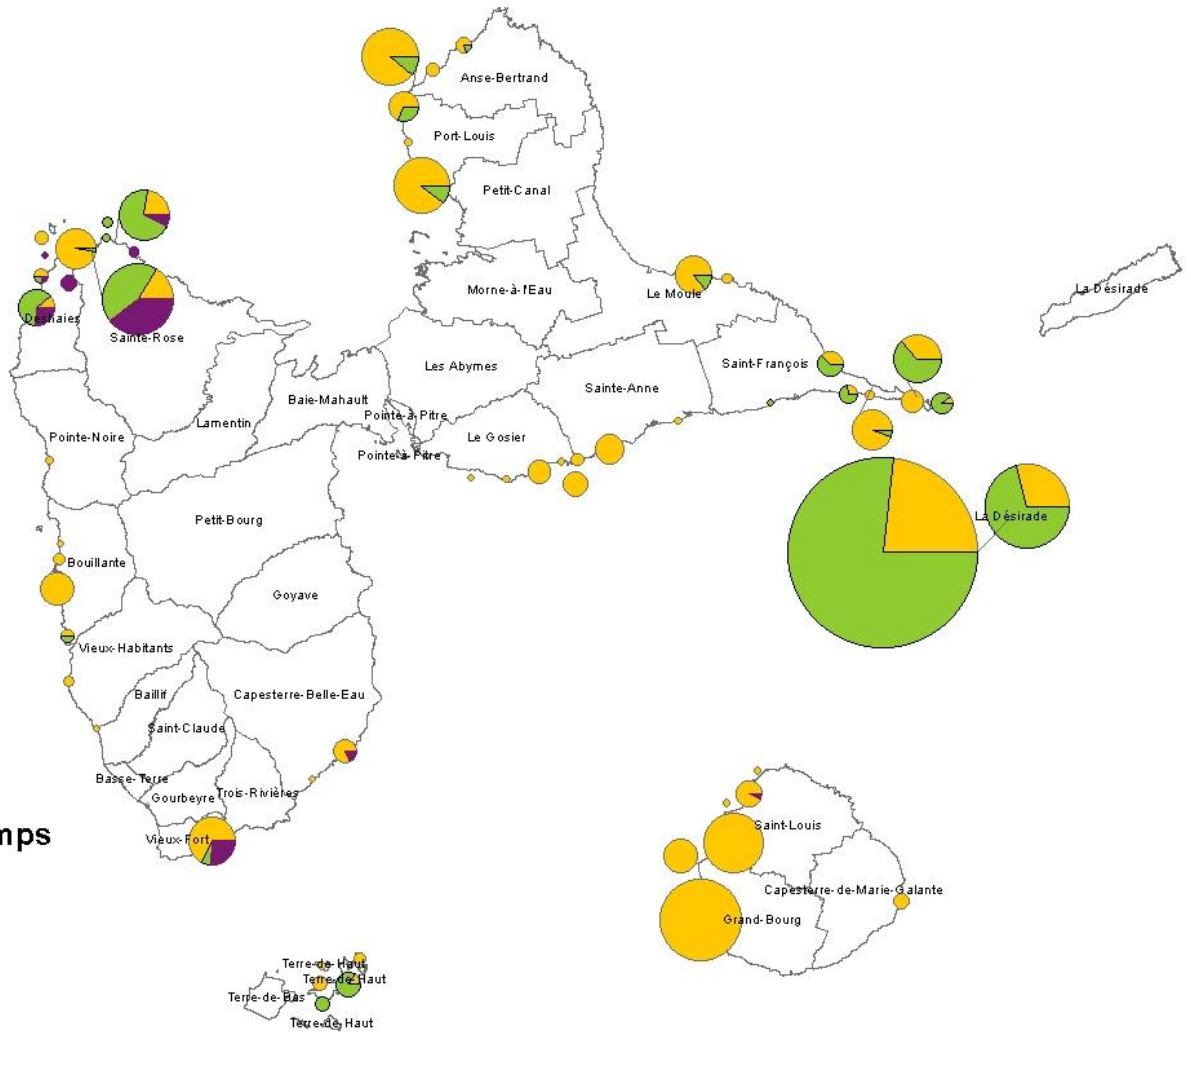 Anse-Bertrand
Port-Louis
Petit-Canal
Morne-à-l'Eau
Le Moule
La Désirade
Deshaies
Sainte-Rose
Les Abymes
Saint-François
Sainte-Anne
Baie-Mahault
Pointe-à-Pitre
Lamentin
Pointe-Noire
Le Gosier
Pointe-à-Pitre
Petit-Bourg
La Désirade
Bouillante
Goyave
Vieux-Habitants
Baillif
Capesterre-Belle-Eau
Saint-Claude
Basse-Terre
Gourbeyre
Trois-Rivières
mps
Vieux-Fort
Saint-Louis
Capesterre-de-Marie-Galante
Grand-Bourg
Terre-de-Haut
Terre-de-Haut
Terre-de-Bas
Terre-de-Haut